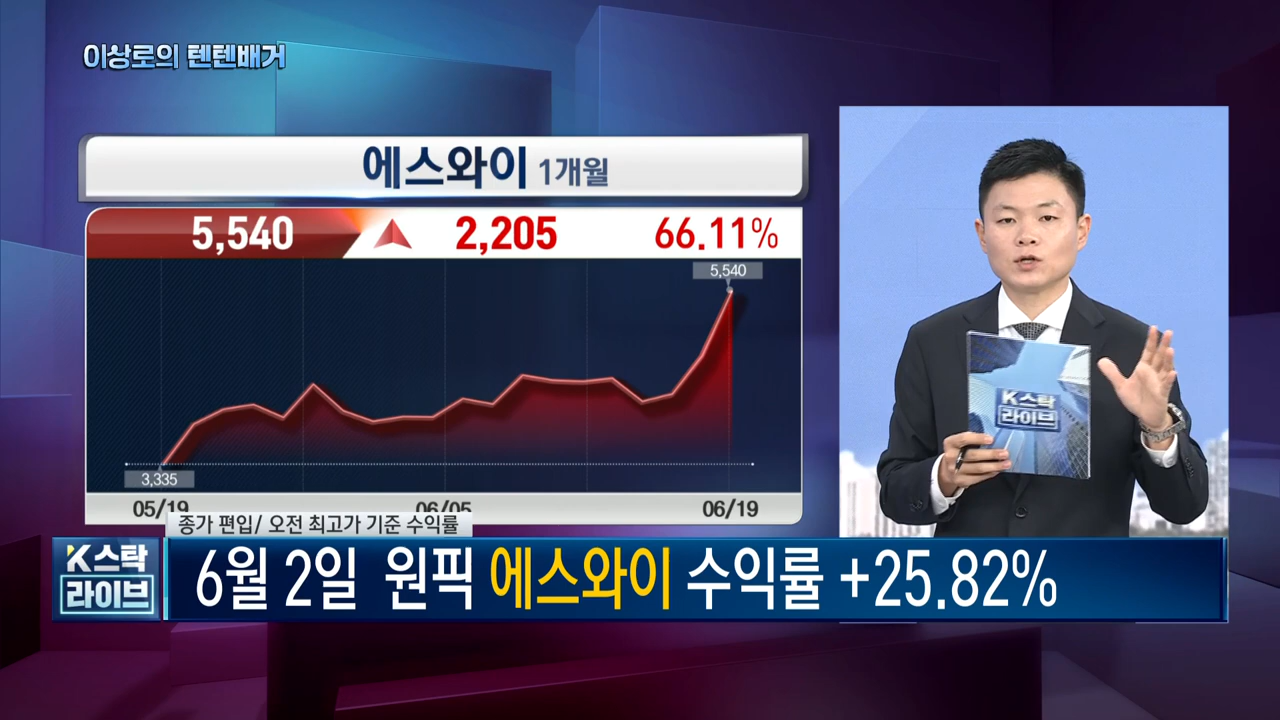 이상로의 텐텐배거
에스와이 1개월
5,540 2,205 66.11%
5,540
3,335
05/19 06/05 06/19
종가 편입/ 오전 최고가 기준 수익률
K스탁
라이브
6월 2일 원픽 에스와이 수익률 +25.82%
K스탁
라이브